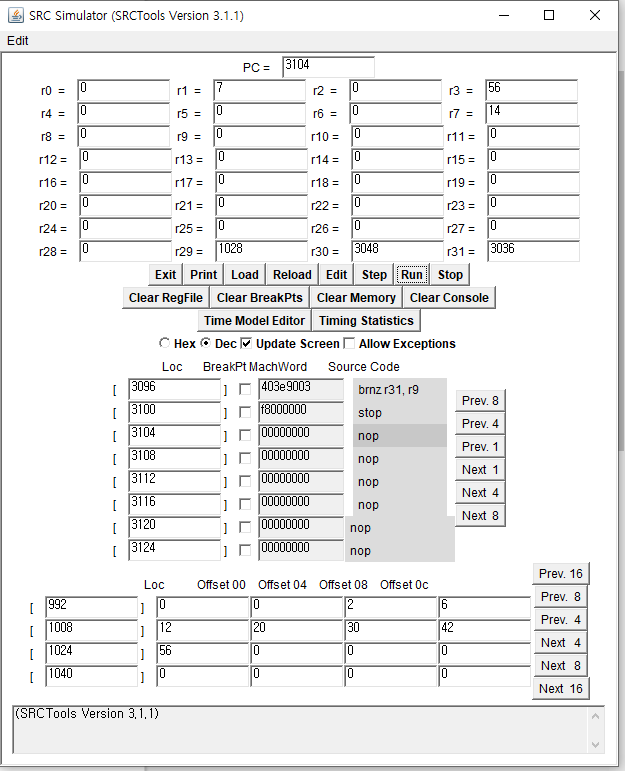 SRC Simulator (SRCTools Version 3.1.1)
Edit
PC = 3104
r0 = 0 r1 = 7 r2 = 0 r3 = 56
r4 = 0 r5 = 0 r6 = 0 r7 = 14
r8 = 0 r9 = 0 r10 = 0 r11 = 0
r12 = 0 r13 = 0 r14 = 0 r15 = 0
r16 = 0 r17 = 0 r18 = 0 r19 = 0
r20 = 0 r21 = 0 r22 = 0 r23 = 0
r24 = 0 r25 = 0 r26 = 0 r27 = 0
r28 = 0 r29 = 1028 r30 = 3048 r31 = 3036
Exit Print Load Reload Edit Step Run Stop
Clear RegFile Clear BreakPts Clear Memory Clear Console
Time Model Editor Timing Statistics
Hex Dec Update Screen Allow Exceptions
Loc BreakPt MachWord Source Code
[ 3096 ] 403e9003 brnz r31, r9
Prev. 8
[ 3100 ] f8000000 stop
Prev. 4
[ 3104 ] 00000000 nop
Prev. 1
[ 3108 ] 00000000 nop
Next 1
[ 3112 ] 00000000 nop
Next 4
[ 3116 ] 00000000 nop
Next 8
[ 3120 ] 00000000 nop
[ 3124 ] 00000000 nop
Prev. 16
Loc Offset 00 Offset 04 Offset 08 Offset 0c
Prev. 8
[ 992 ] 0 0 2 6
Prev. 4
[ 1008 ] 12 20 30 42
Next 4
[ 1024 ] 56 0 0 0
Next 8
[ 1040 ] 0 0 0 0
Next 16
(SRCTools Version 3,1,1)